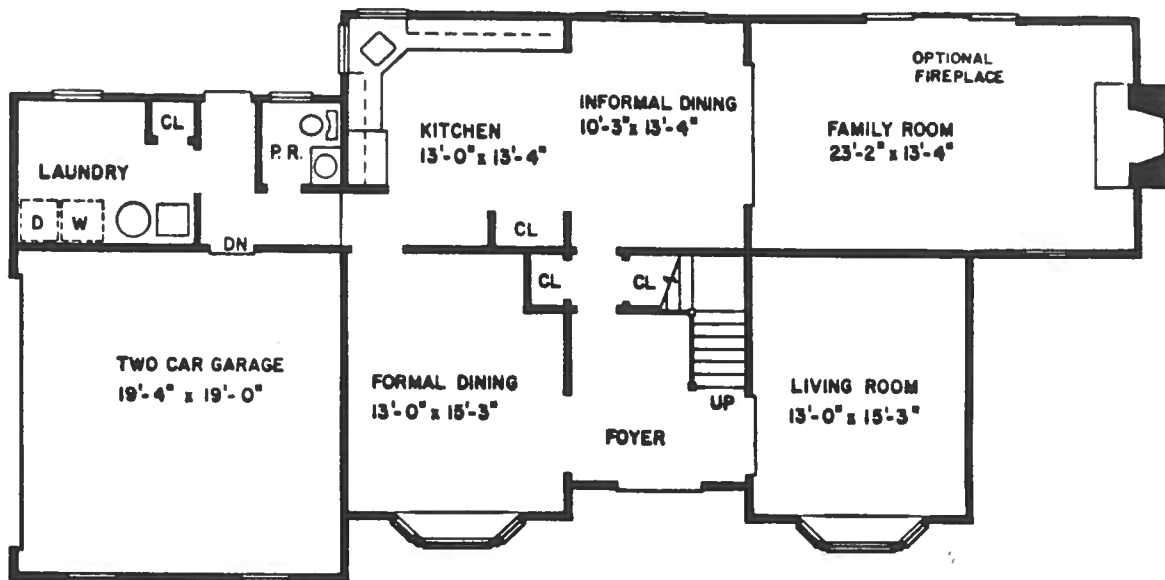 OPTIONAL
FIREPLACE
INFORMAL DINING
10'-3" x 13'-4"
KITCHEN
13'-0" x 13'-4"
FAMILY ROOM
23'-2" x 13'-4"
CL
P.R.
LAUNDRY
D
W
DN
CL
CL
CL
TWO CAR GARAGE
19'-4" x 19'-0"
FORMAL DINING
13'-0" x 15'-3"
UP
LIVING ROOM
13'-0" x 15'-3"
FOYER